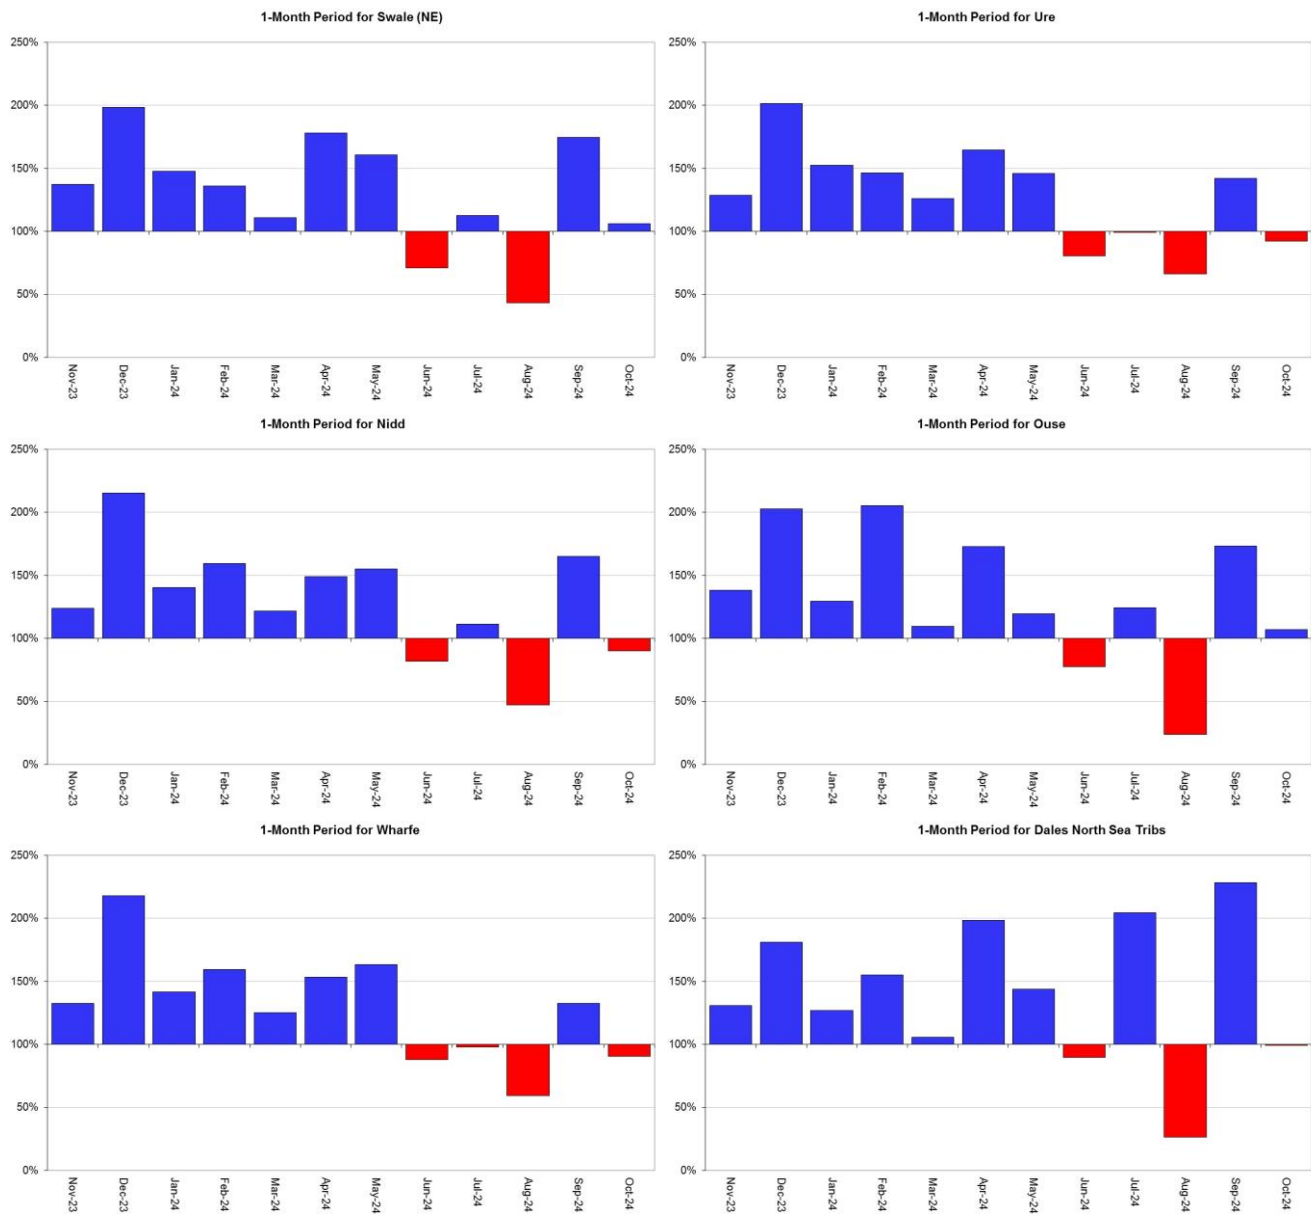 1-Month Period for Swale (NE)
250%
200%
150%
100%
50%
0%
Nov-23
Dec-23
Jan-24
Feb-24
Mar-24
Apr-24
May-24
Jun-24
Jul-24
Aug-24
Sep-24
Oct-24
1-Month Period for Ure
250%
200%
150%
100%
50%
0%
Nov-23
Dec-23
Jan-24
Feb-24
Mar-24
Apr-24
May-24
Jun-24
Jul-24
Aug-24
Sep-24
Oct-24
1-Month Period for Nidd
250%
200%
150%
100%
50%
0%
Nov-23
Dec-23
Jan-24
Feb-24
Mar-24
Apr-24
May-24
Jun-24
Jul-24
Aug-24
Sep-24
Oct-24
1-Month Period for Ouse
250%
200%
150%
100%
50%
0%
Nov-23
Dec-23
Jan-24
Feb-24
Mar-24
Apr-24
May-24
Jun-24
Jul-24
Aug-24
Sep-24
Oct-24
1-Month Period for Wharfe
250%
200%
150%
100%
50%
0%
Nov-23
Dec-23
Jan-24
Feb-24
Mar-24
Apr-24
May-24
Jun-24
Jul-24
Aug-24
Sep-24
Oct-24
1-Month Period for Dales North Sea Tribs
250%
200%
150%
100%
50%
0%
Nov-23
Dec-23
Jan-24
Feb-24
Mar-24
Apr-24
May-24
Jun-24
Jul-24
Aug-24
Sep-24
Oct-24